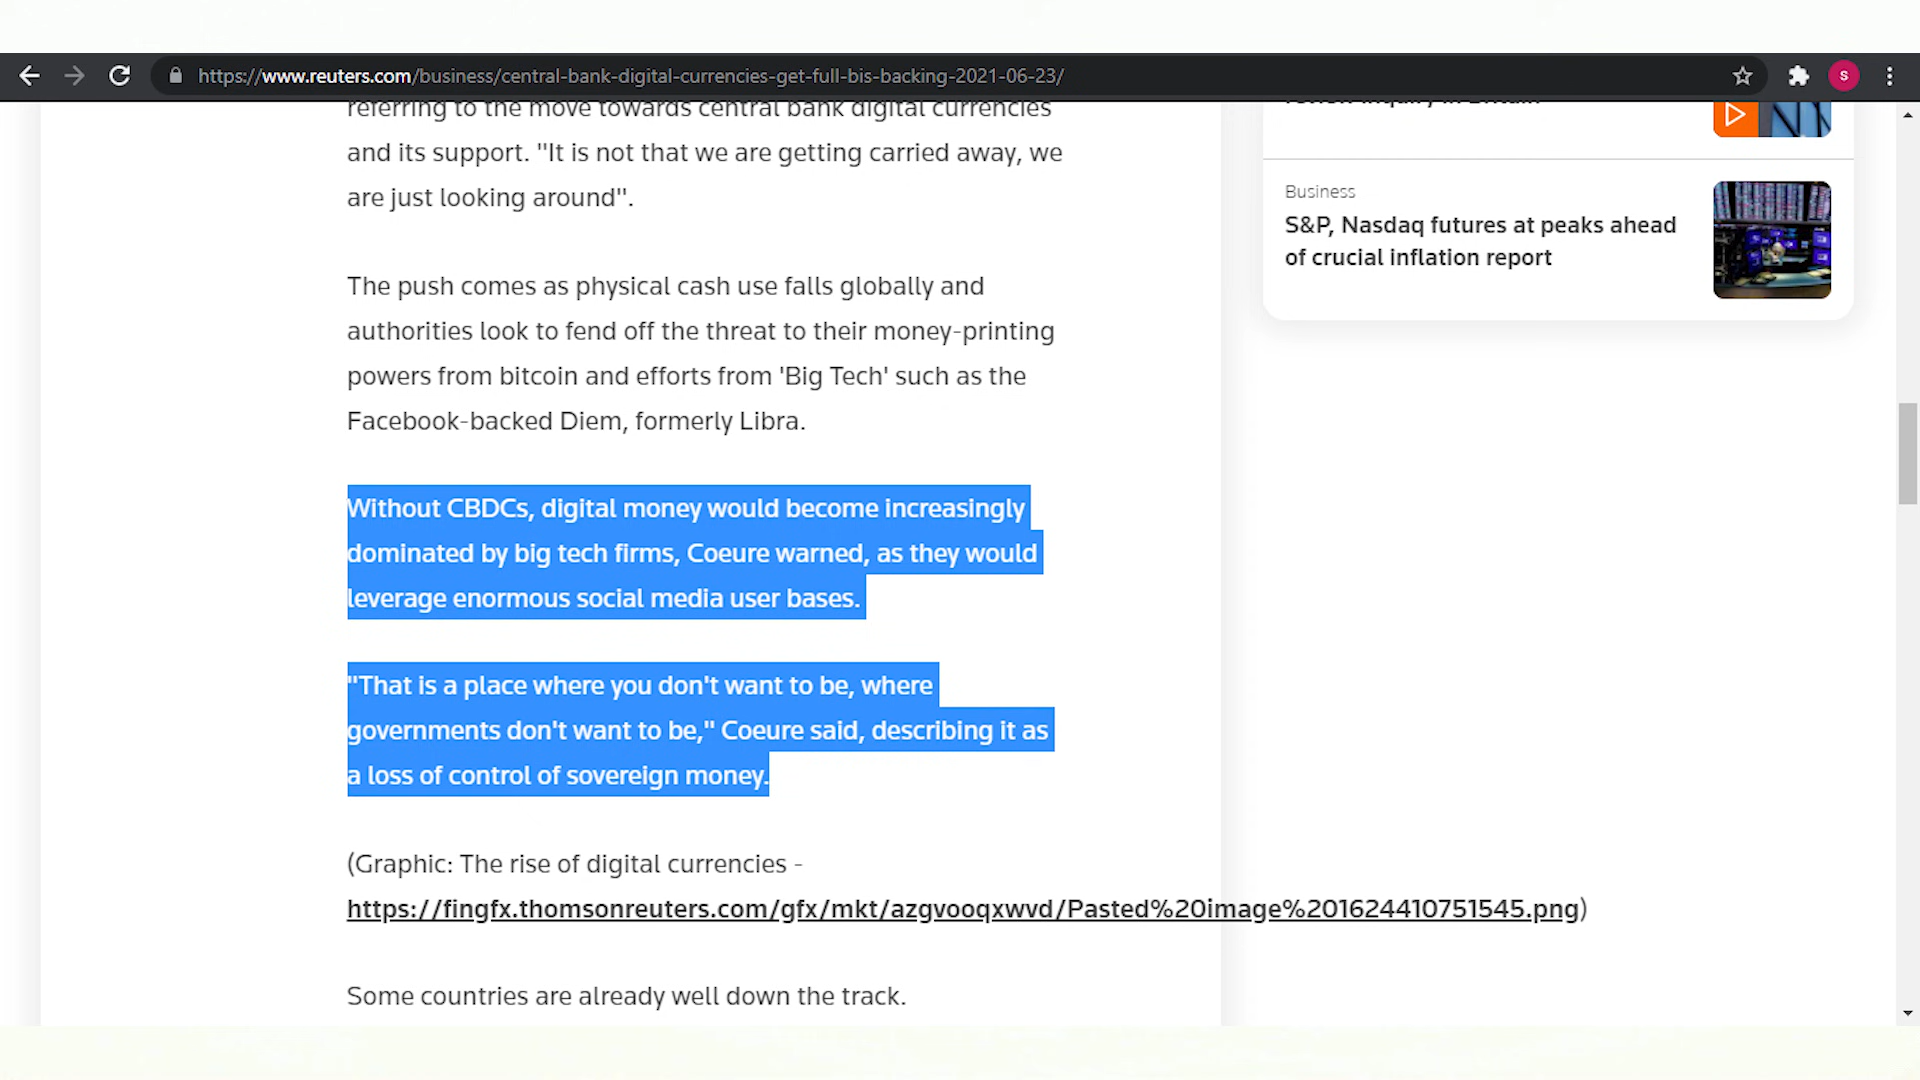 https://www.reuters.com/business/central-bank-digital-currencies-get-full-bis-backing-2021-06-23/
S
referring to the move towards central bank digital currencies
and its support. "It is not that we are getting carried away, we
are just looking around".
The push comes as physical cash use falls globally and
authorities look to fend off the threat to their money-printing
powers from bitcoin and efforts from 'Big Tech' such as the
Facebook-backed Diem, formerly Libra.
Without CBDCs, digital money would become increasingly
dominated by big tech firms, Coeure warned, as they would
leverage enormous social media user bases.
"That is a place where you don't want to be, where
governments don't want to be," Coeure said, describing it as
a loss of control of sovereign money.
(Graphic: The rise of digital currencies -
https://fingfx.thomsonreuters.com/gfx/mkt/azgvooqxwvd/Pasted%20image%201624410751545.png)
Some countries are already well down the track.
inquiry in Britain
Business
S&P, Nasdaq futures at peaks ahead
of crucial inflation report